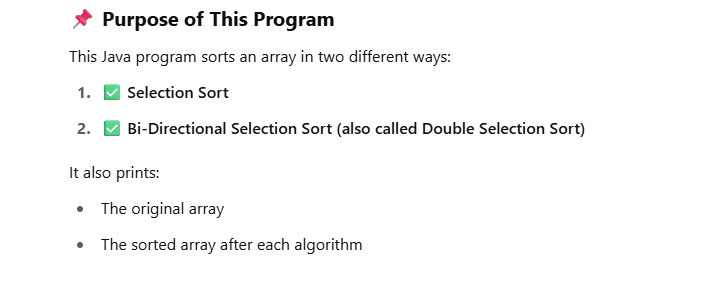 📌 Purpose of This Program
This Java program sorts an array in two different ways:
1. ✅ Selection Sort
2. ✅ Bi-Directional Selection Sort (also called Double Selection Sort)
It also prints:
• The original array
• The sorted array after each algorithm